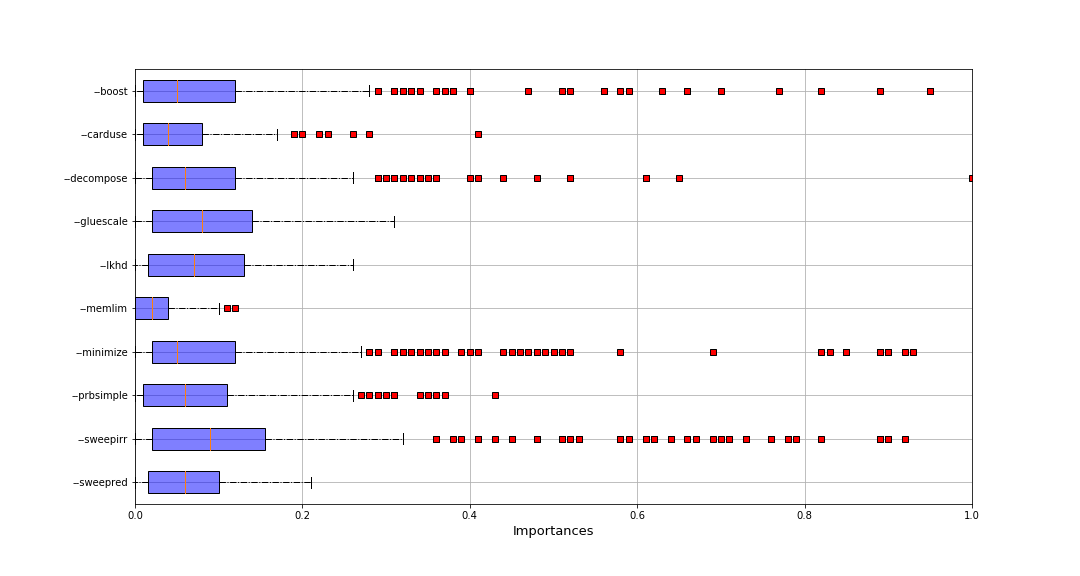 –boost
–carduse
–decompose
–gluescale
–lkhd
–memlim
–minimize
–prbsimple
–sweepirr
–sweepred
0.0 0.2 0.4 0.6 0.8 1.0
Importances